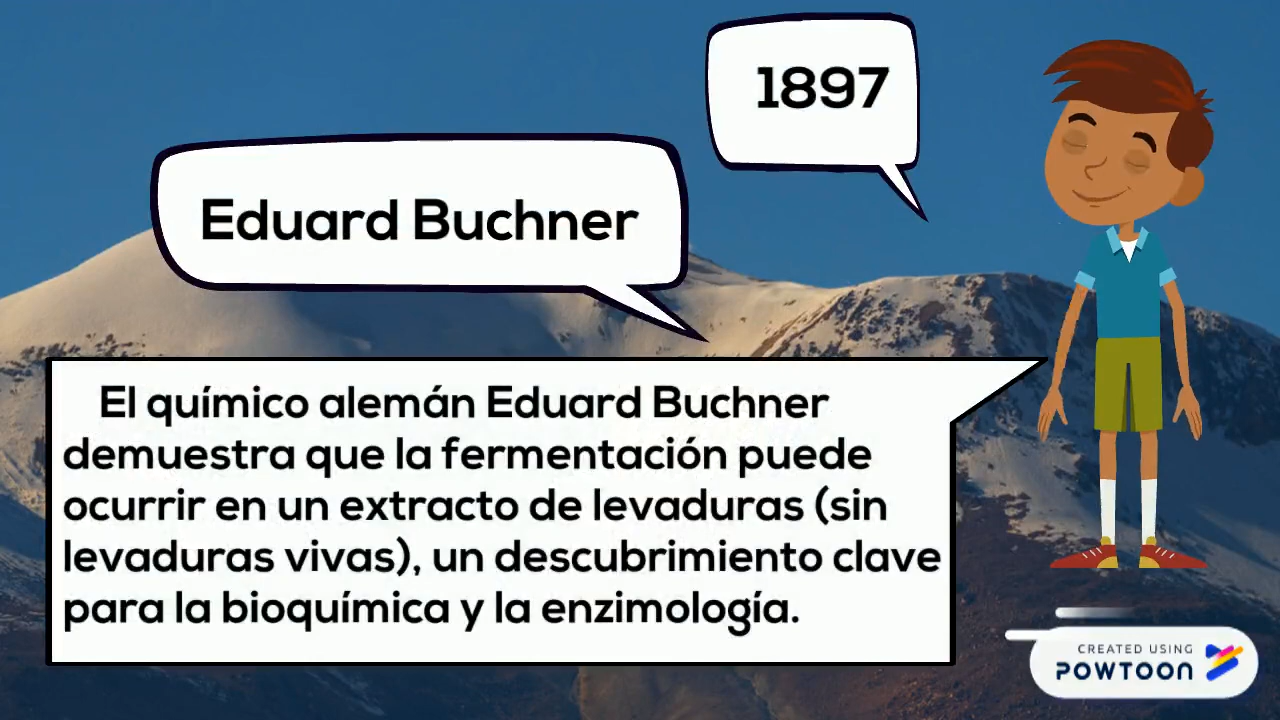 1897
Eduard Buchner
El químico alemán Eduard Buchner
demuestra que la fermentación puede
ocurrir en un extracto de levaduras (sin
levaduras vivas), un descubrimiento clave
para la bioquímica y la enzimología.
CREATED USING
POWTOON